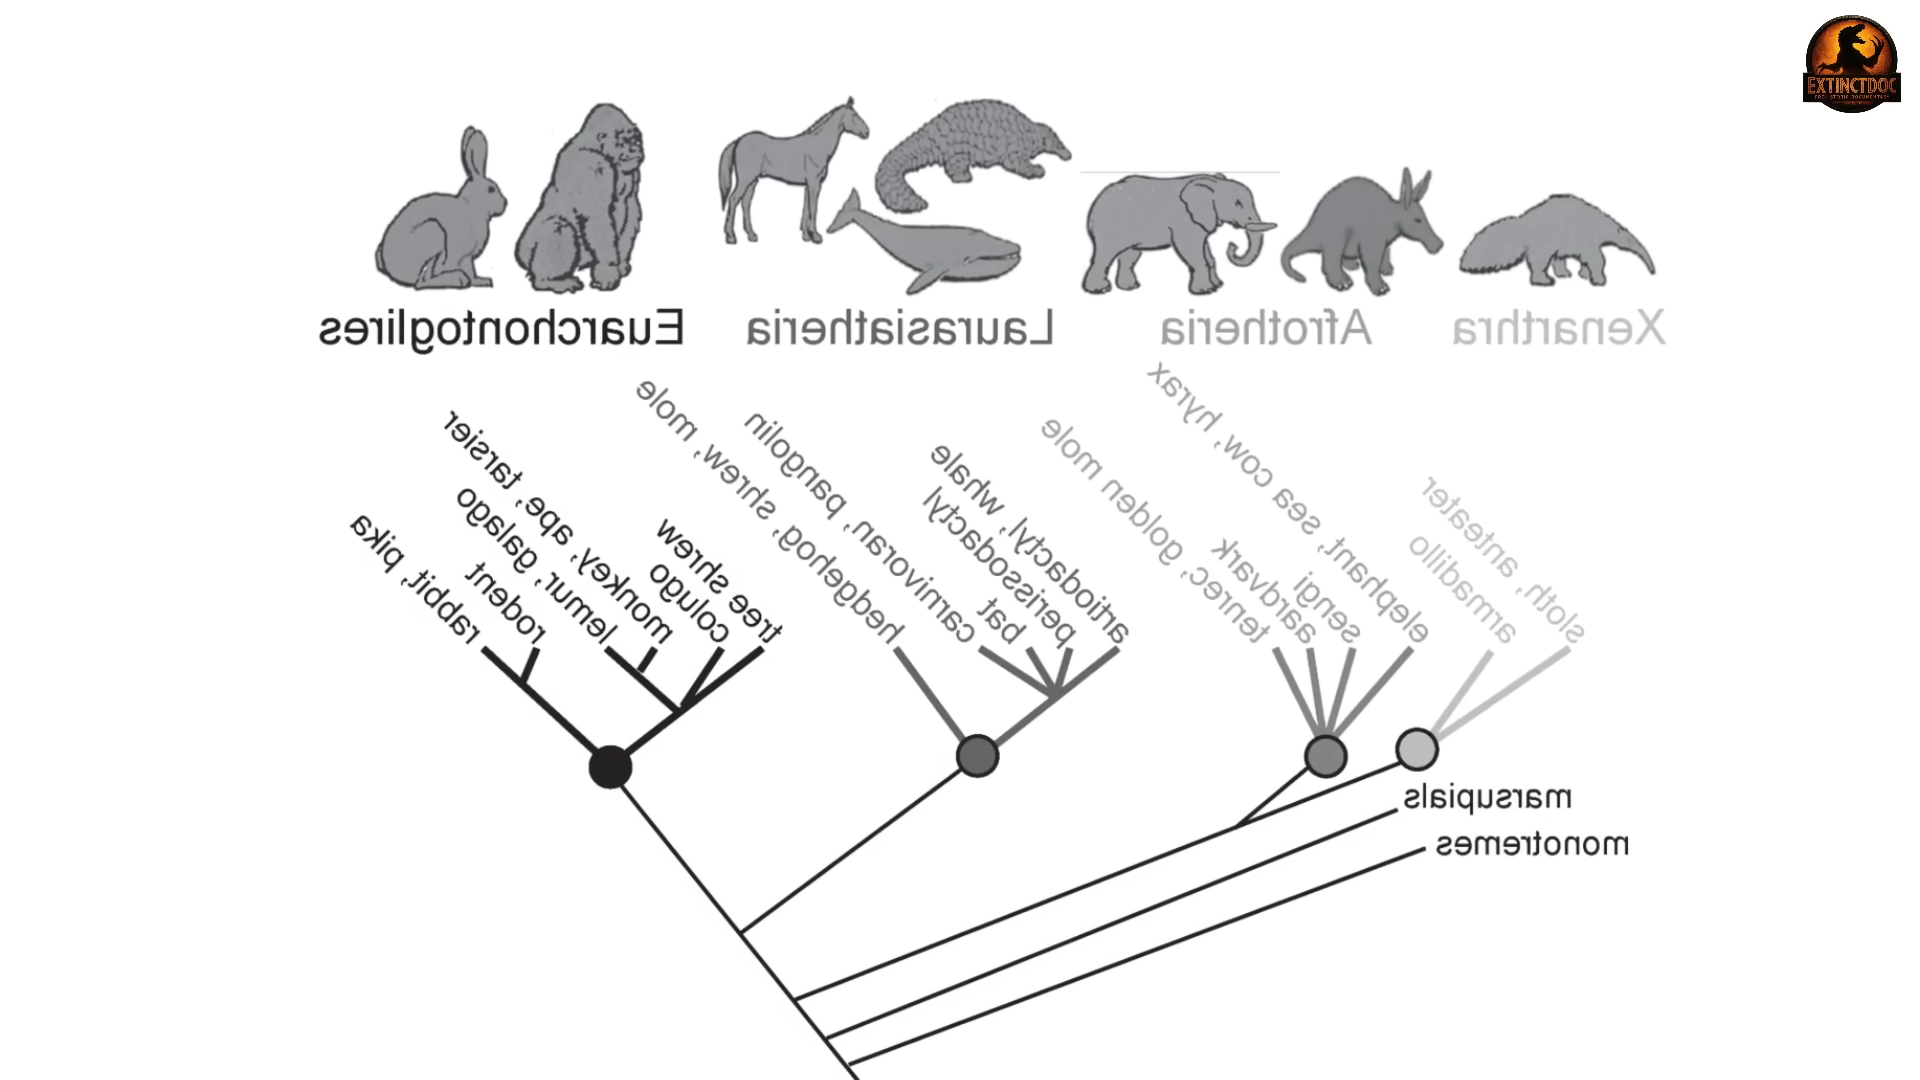 EXTINCTDOC
PREHISTORIC DOCUMENTARY
Euarchontoglires
Laurasiatheria
Afrotheria
Xenarthra
rabbit, pika
rodent
lemur, galago
monkey, ape, tarsier
colugo
tree shrew
hedgehog, shrew, mole
carnivoran, pangolin
bat
perissodactyl
artiodactyl, whale
tenrec, golden mole
aardvark
sengi
elephant, sea cow, hyrax
armadillo
sloth, anteater
marsupials
monotremes